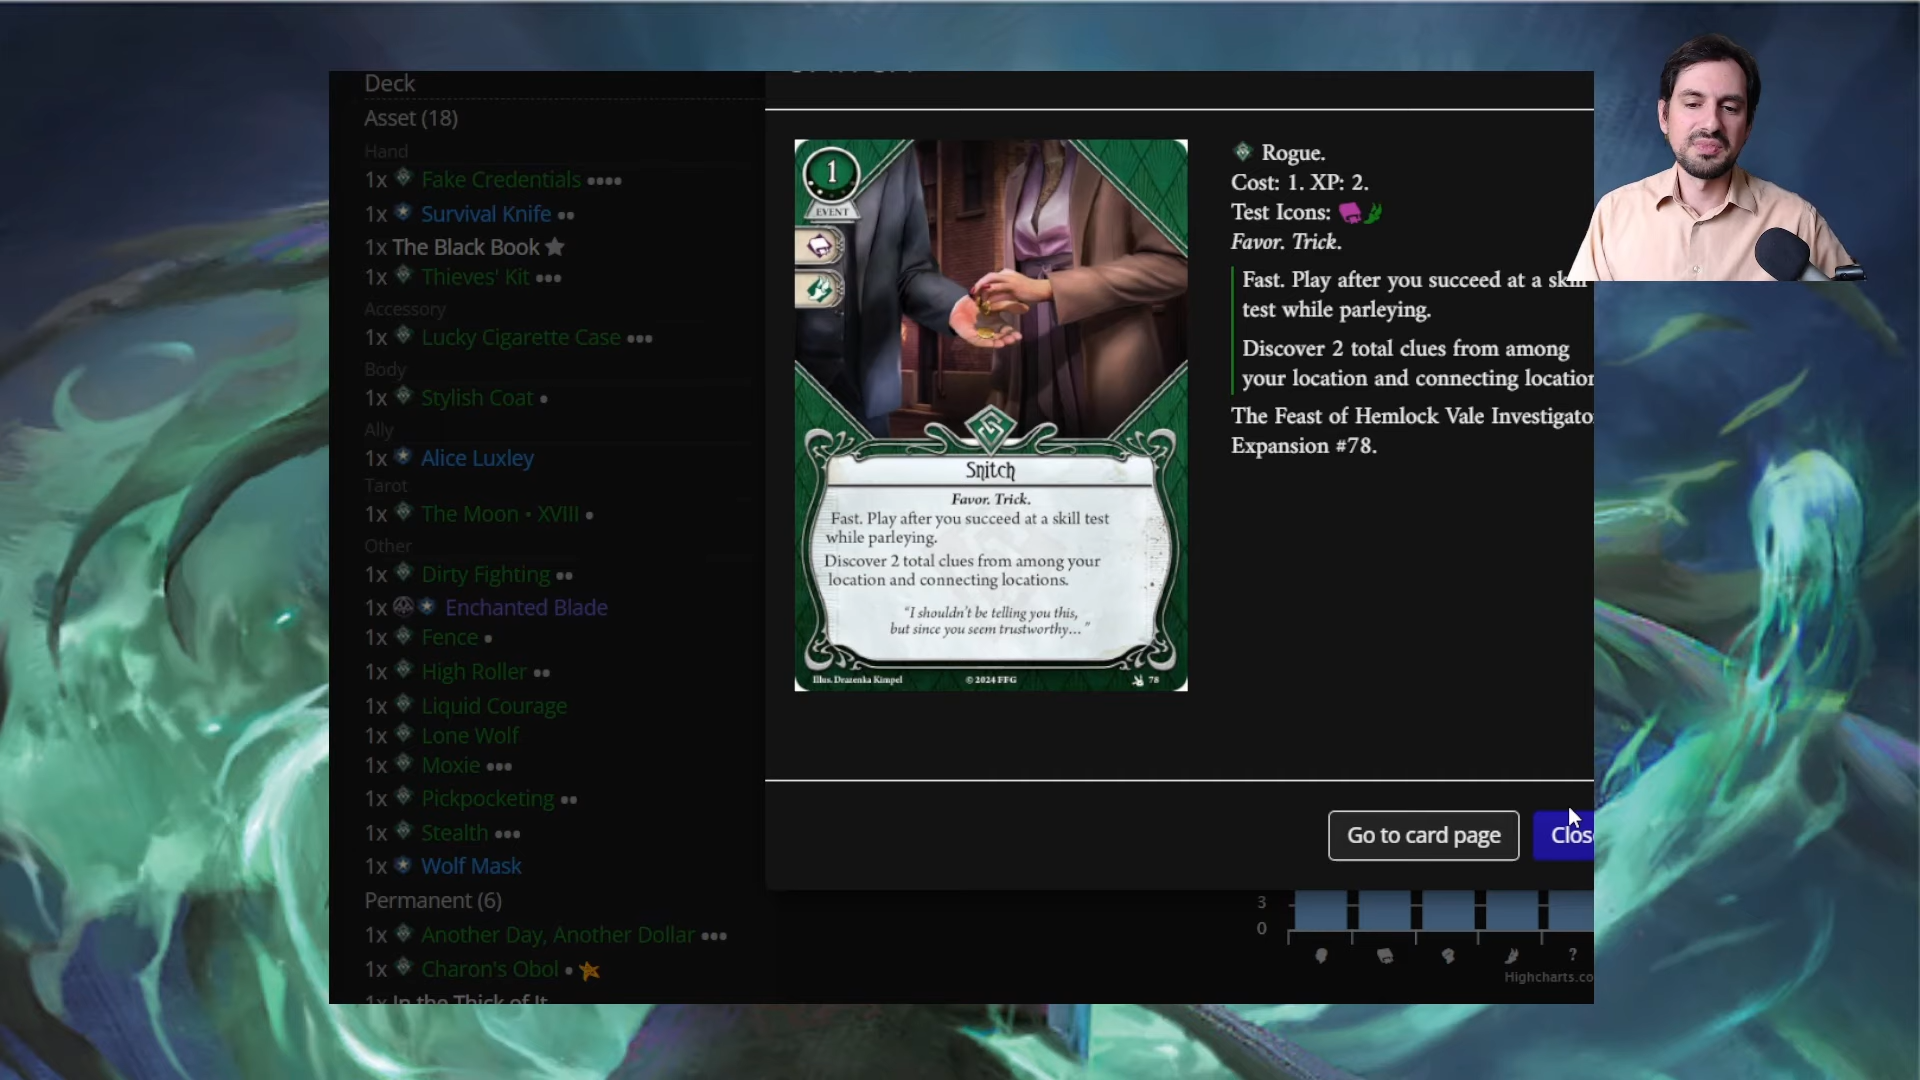 Deck
Asset (18)
Hand
1x Fake Credentials ••••
1x Survival Knife ••
1x The Black Book ★
1x Thieves' Kit •••
Accessory
1x Lucky Cigarette Case •••
Body
1x Stylish Coat •
Ally
1x Alice Luxley
Tarot
1x The Moon • XVIII •
Other
1x Dirty Fighting ••
1x Enchanted Blade
1x Fence •
1x High Roller ••
1x Liquid Courage
1x Lone Wolf
1x Moxie •••
1x Pickpocketing ••
1x Stealth •••
1x Wolf Mask
Permanent (6)
1x Another Day, Another Dollar •••
1x Charon's Obol •
1x In the Thick of It
1
EVENT
Snitch
Favor. Trick.
Fast. Play after you succeed at a skill test
while parleying.
Discover 2 total clues from among your
location and connecting locations.
"I shouldn't be telling you this,
but since you seem trustworthy..."
Illus. Drazenka Kimpel © 2024 FFG 78
Rogue.
Cost: 1. XP: 2.
Test Icons:
Favor. Trick.
Fast. Play after you succeed at a skill
test while parleying.
Discover 2 total clues from among
your location and connecting location
The Feast of Hemlock Vale Investigato
Expansion #78.
Go to card page
Clos
3
0
?
Highcharts.co